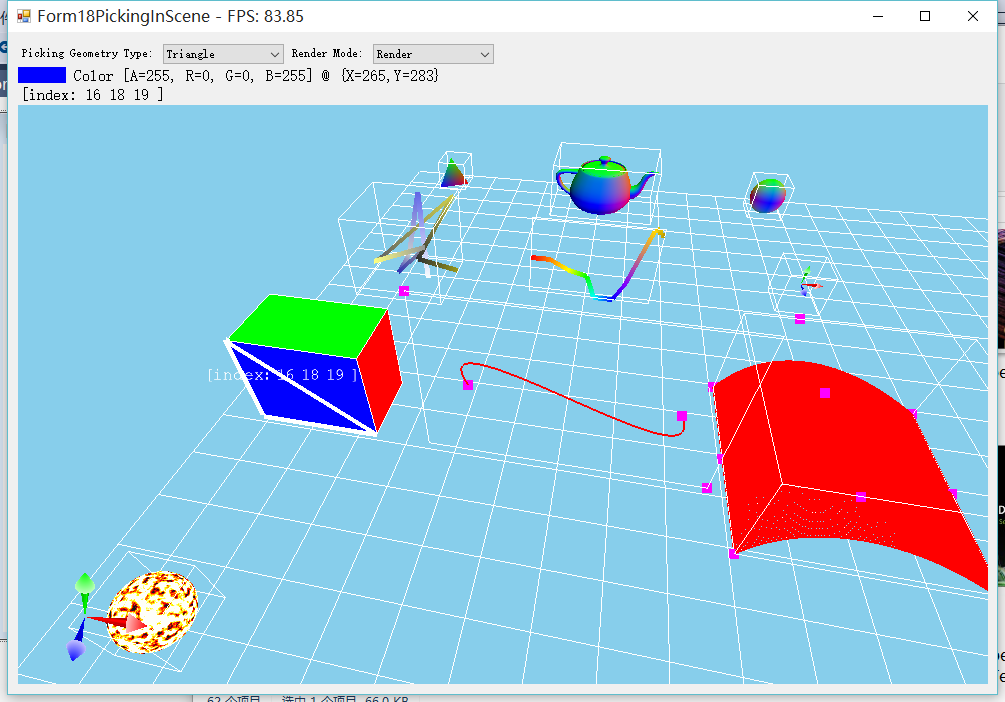 Form18PickingInScene - FPS: 83.85
Picking Geometry Type: Triangle Render Mode: Render
Color [A=255, R=0, G=0, B=255] @ {X=265,Y=283}
[index: 16 18 19 ]
[index: 16 18 19 ]
62 个项目 选中 1 个项目 66.0 KB